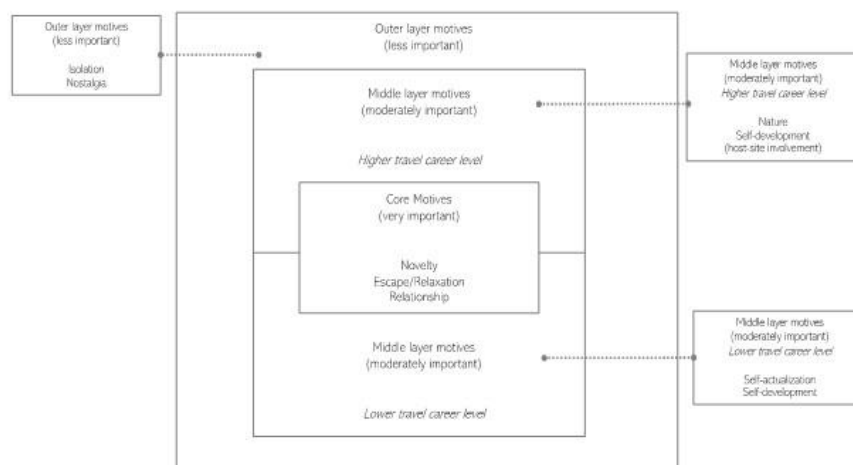 Outer layer motives
(less important)
Isolation
Nostalgia
Outer layer motives
(less important)
Middle layer motives
(moderately important)
Higher travel career level
Core Motives
(very important)
Novelty
Escape/Relaxation
Relationship
Middle layer motives
(moderately important)
Lower travel career level
Middle layer motives
(moderately important)
Higher travel career level
Nature
Self-development
(host-site involvement)
Middle layer motives
(moderately important)
Lower travel career level
Self-actualization
Self-development